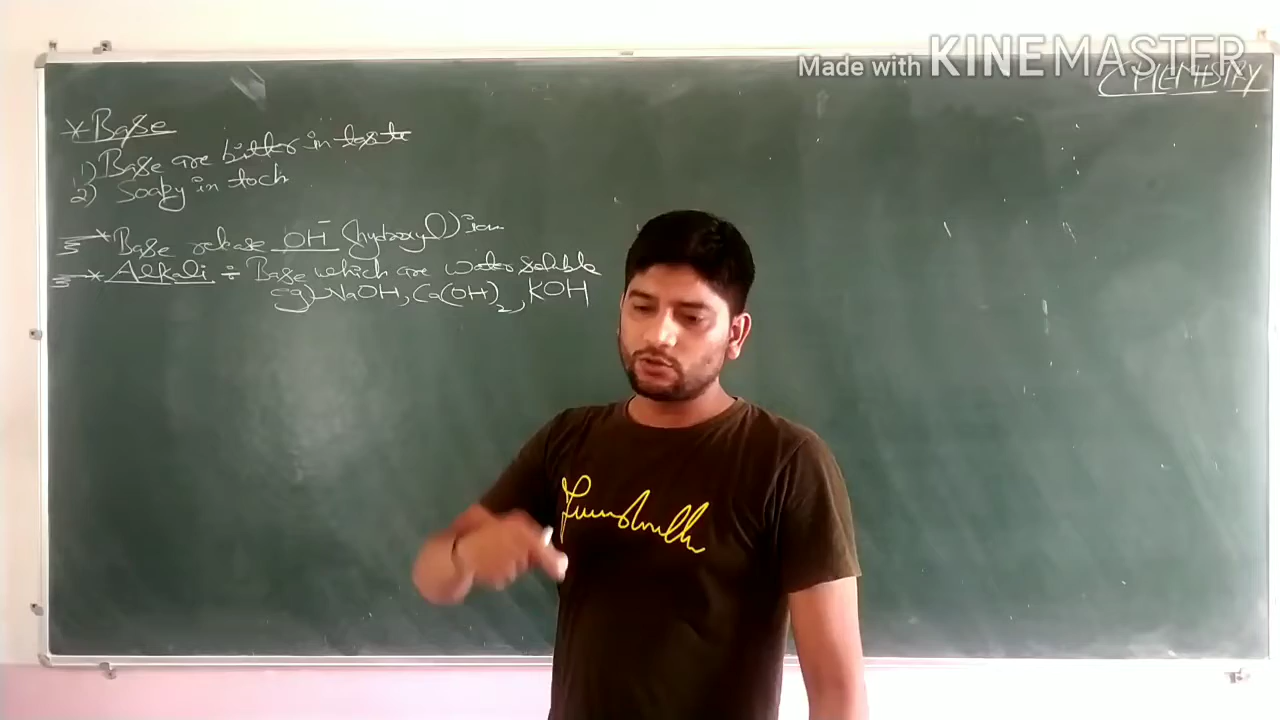 Made with KINEMASTER
CHEMISTRY
* Base
1) Base are bitter in taste
2) Soapy in toch
* Base release OH⁻ (hydroxyl) ion
* Alkali ÷ Base which are water soluble
eg) NaOH, Ca(OH)₂, KOH